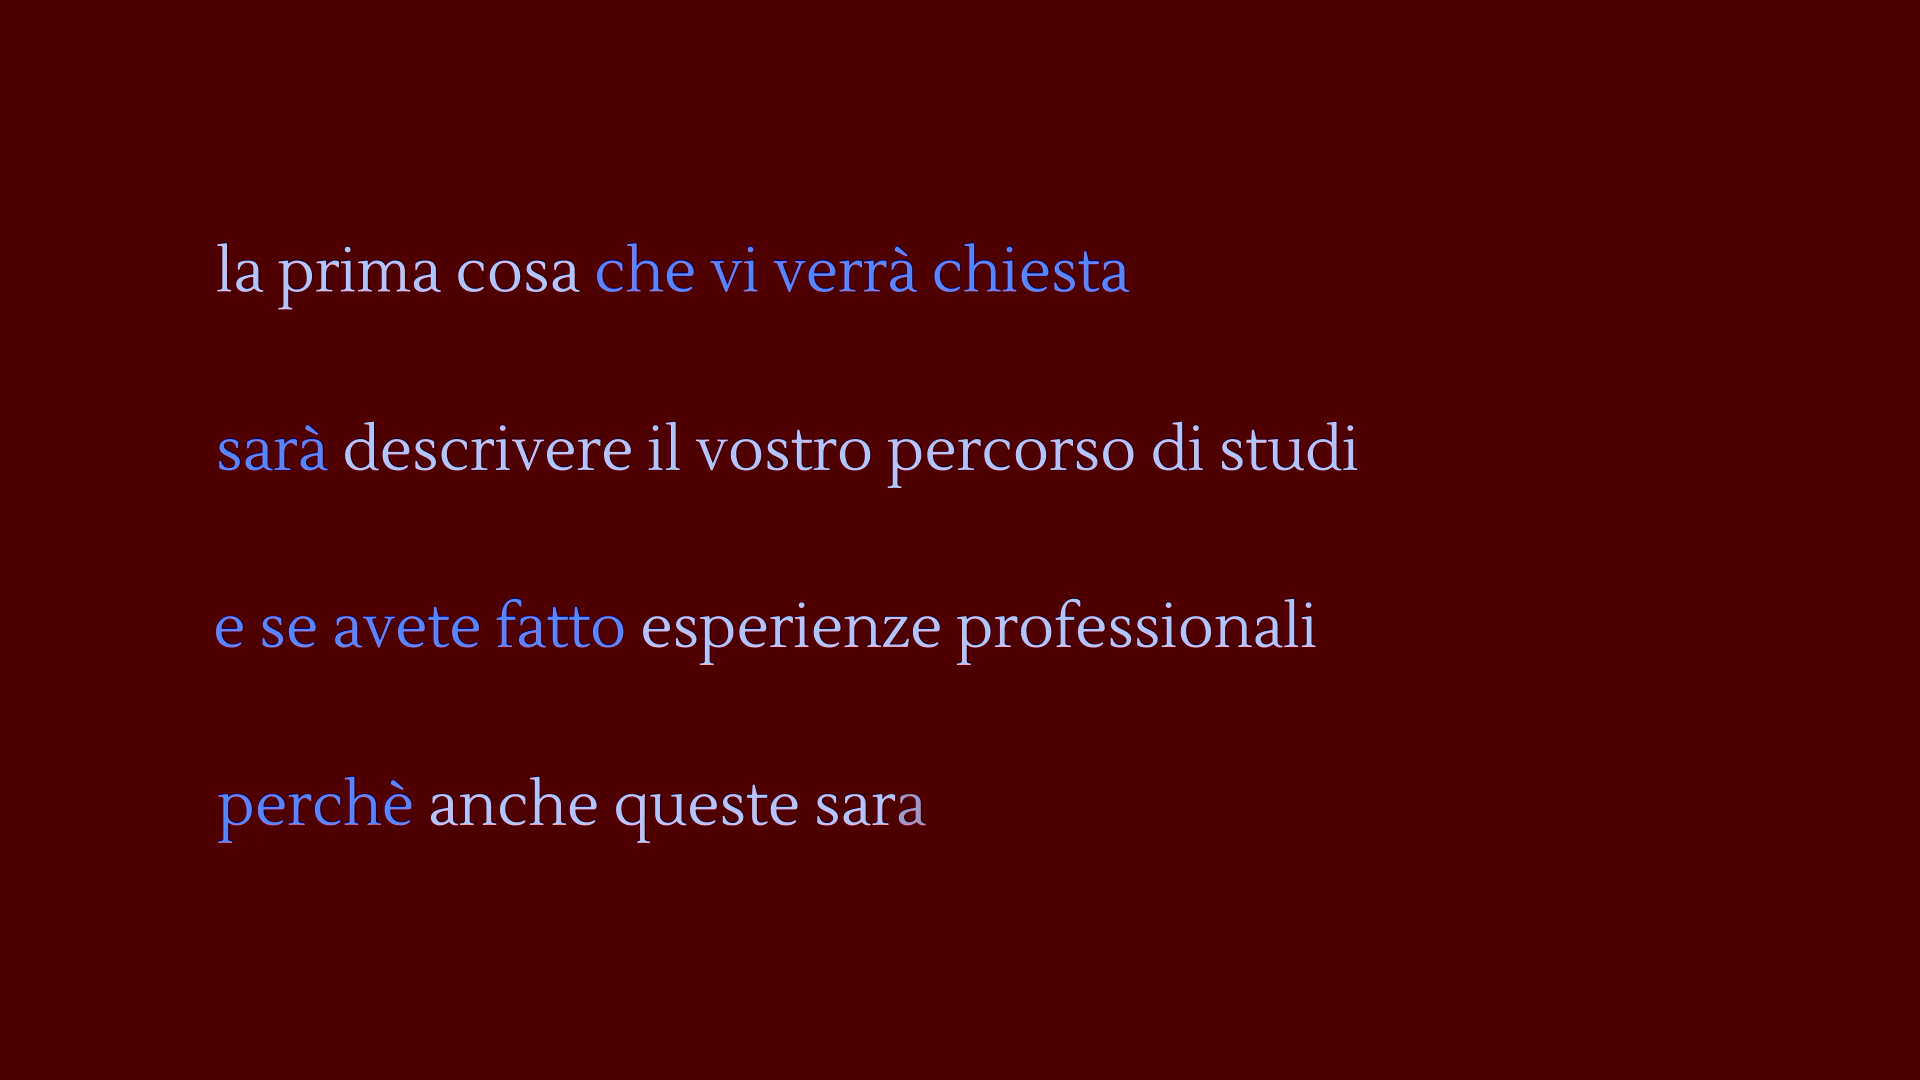 la prima cosa che vi verrà chiesta
sarà descrivere il vostro percorso di studi
e se avete fatto esperienze professionali
perchè anche queste sara